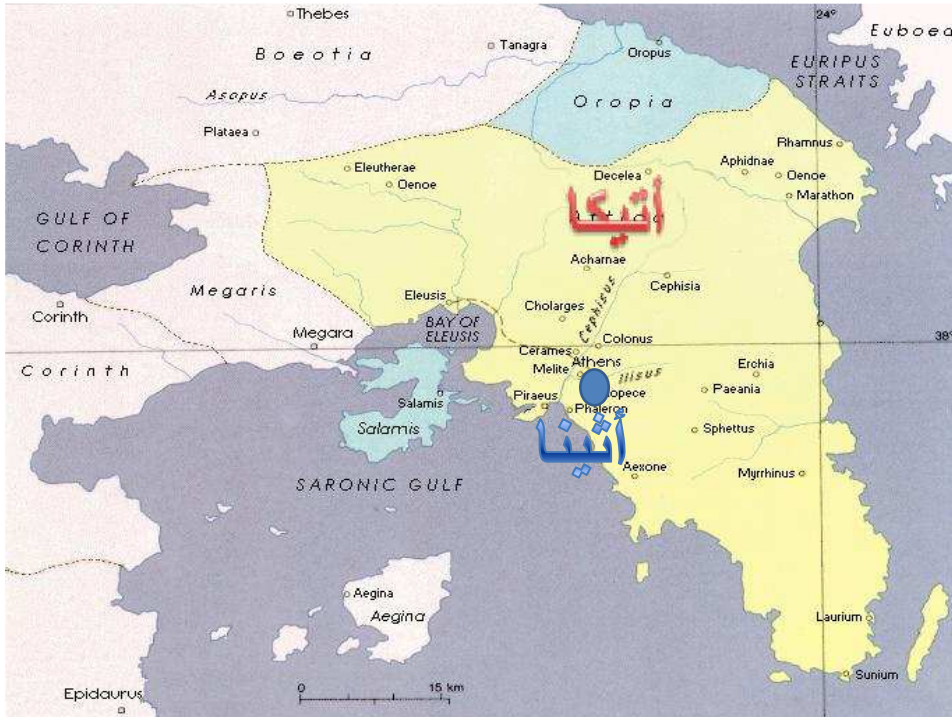 Thebes
24°
Euboea
Boeotia
Tanagra
Oropus
EURIPUS
STRAITS
Asopus
Oropia
Plataea
Rhamnus
Eleutherae
Oenoe
Decelea
Aphidnae
Oenoe
Marathon
أتيكا
GULF OF
CORINTH
Acharnae
Cephisia
Megaris
Eleusis
Cholarges
Cephisus
Corinth
BAY OF
ELEUSIS
Megara
Colonus
38°
Cerames
Athens
Corinth
Melite
Ilisus
Erchia
Paeania
Salamis
Piraeus
Phaleron
Salamis
أثينا
Sphettus
Aexone
Myrrhinus
SARONIC GULF
Aegina
Aegina
Laurium
Sunium
Epidaurus
0 15 km